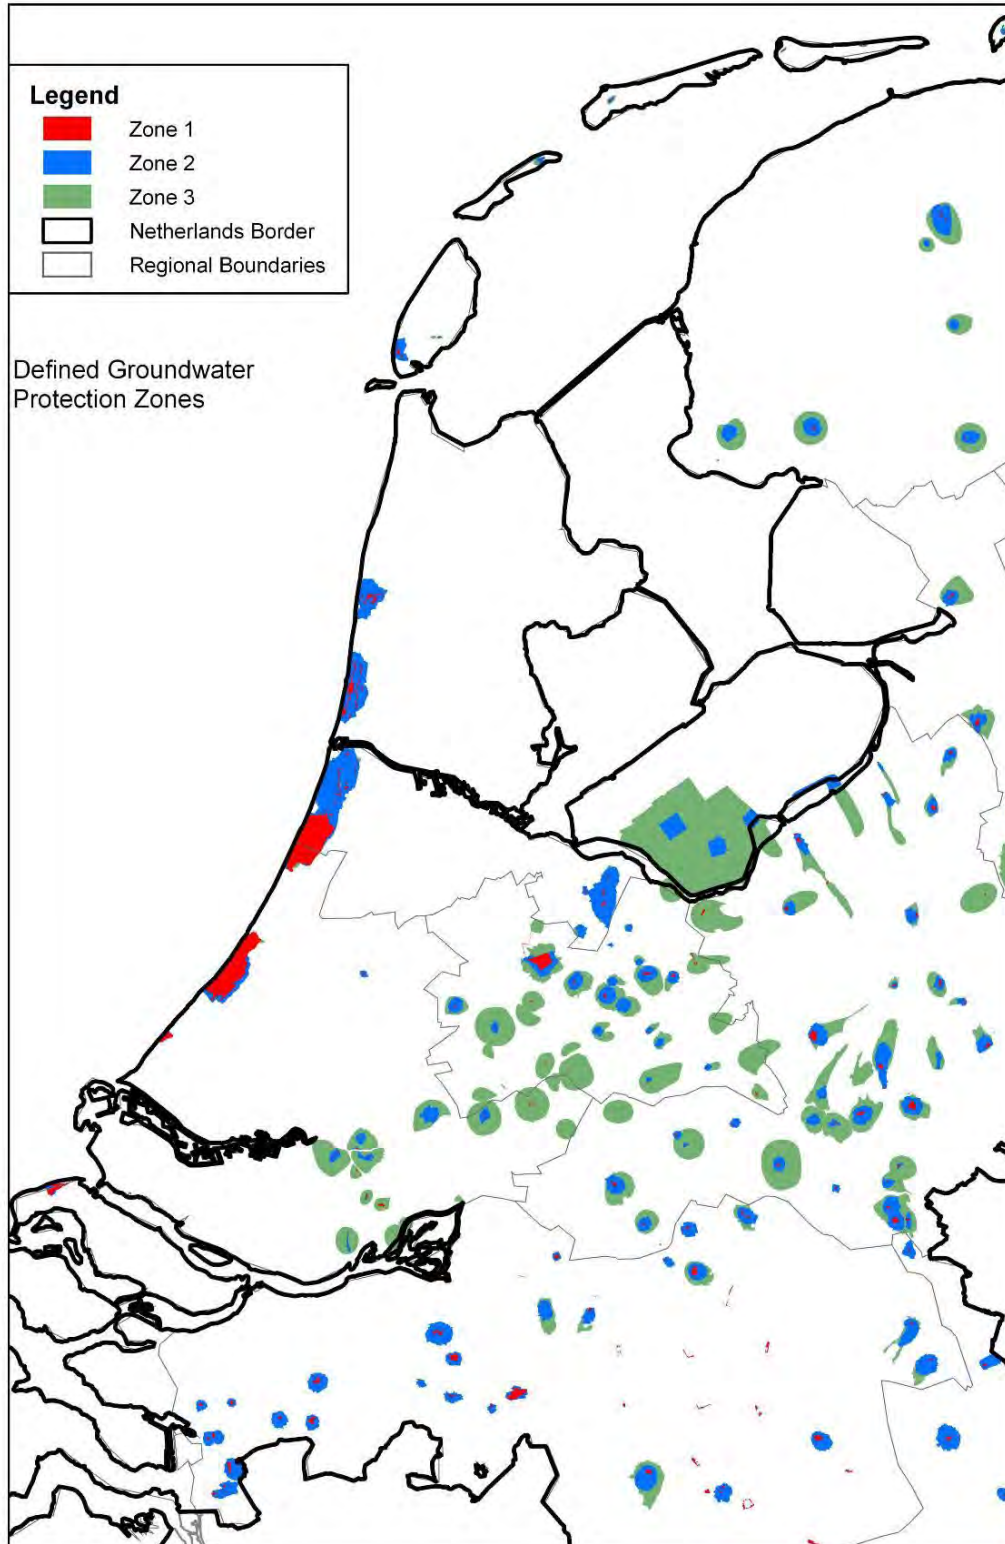 Legend
Zone 1
Zone 2
Zone 3
Netherlands Border
Regional Boundaries
Defined Groundwater
Protection Zones